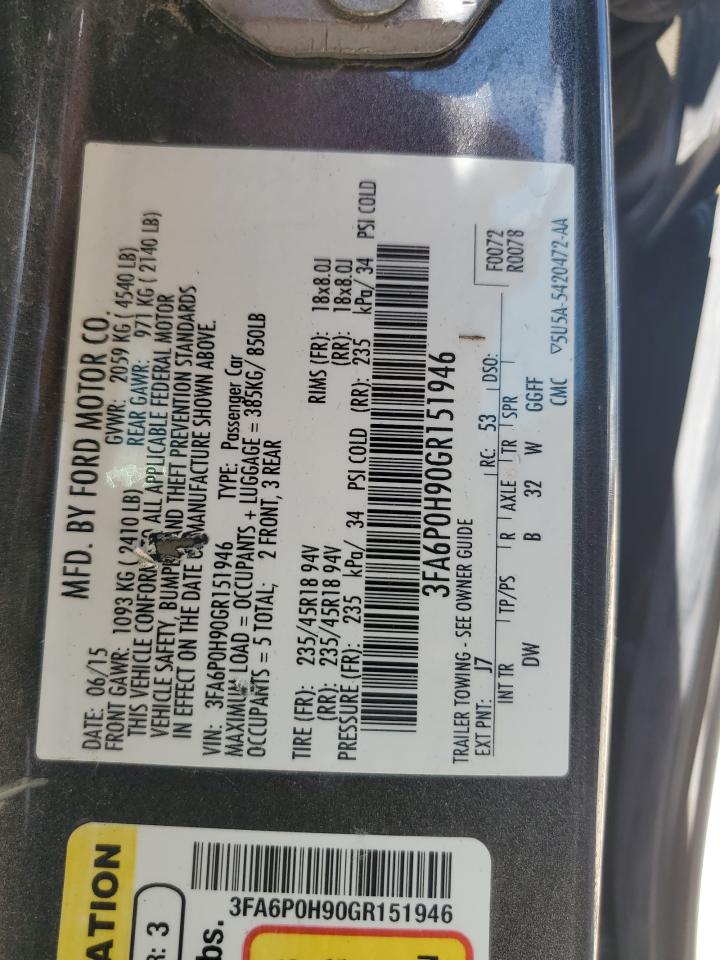 MFD. BY FORD MOTOR CO.
DATE: 06/15 GVWR: 2059 KG ( 4540 LB)
FRONT GAWR: 1093 KG ( 2410 LB) REAR GAWR: 971 KG ( 2140 LB)
THIS VEHICLE CONFORMS ALL APPLICABLE FEDERAL MOTOR
VEHICLE SAFETY, BUMP AND THEFT PREVENTION STANDARDS
IN EFFECT ON THE DATE MANUFACTURE SHOWN ABOVE.
VIN: 3FA6P0H90GR151946 TYPE: Passenger Car
MAXIMUM LOAD = OCCUPANTS + LUGGAGE = 385KG/ 850LB
OCCUPANTS = 5 TOTAL; 2 FRONT, 3 REAR
TIRE (FR): 235/45R18 94V RIMS (FR): 18x8.0J
(RR): 235/45R18 94V (RR): 18x8.0J
PRESSURE (FR): 235 kPa/ 34 PSI COLD (RR): 235 kPa/ 34 PSI COLD
3FA6P0H90GR151946
TRAILER TOWING - SEE OWNER GUIDE F0072
R0078
EXT PNT: J7 RC: 53 DSO:
INT TR TP/PS R AXLE TR SPR
DW B 32 W GGFF
CMC ▽5U5A-5420472-AA
ATION
R: 3
bs.
3FA6P0H90GR151946